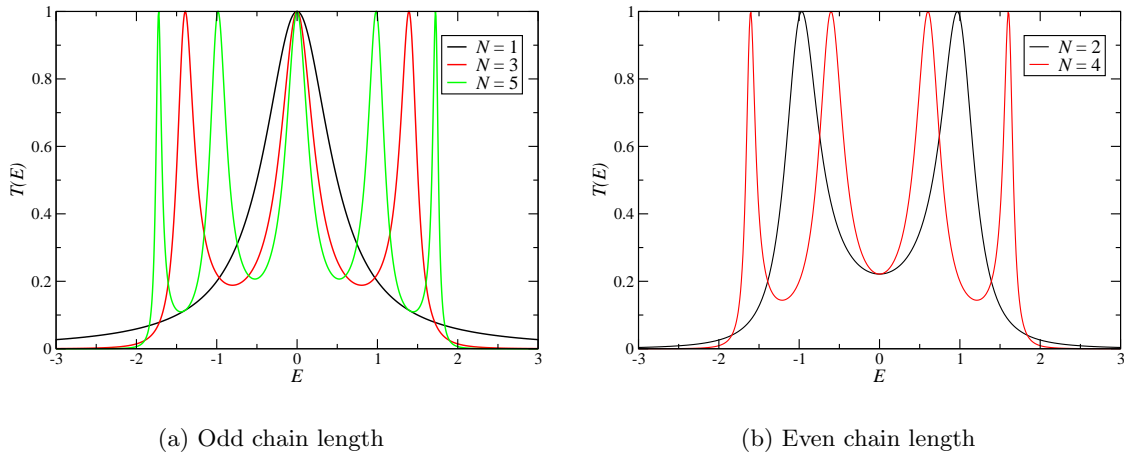 1
0.8
0.6
0.4
0.2
0
T(E)
-3 -2 -1 0 1 2 3
E
N = 1
N = 3
N = 5
(a) Odd chain length
1
0.8
0.6
0.4
0.2
0
T(E)
-3 -2 -1 0 1 2 3
E
N = 2
N = 4
(b) Even chain length